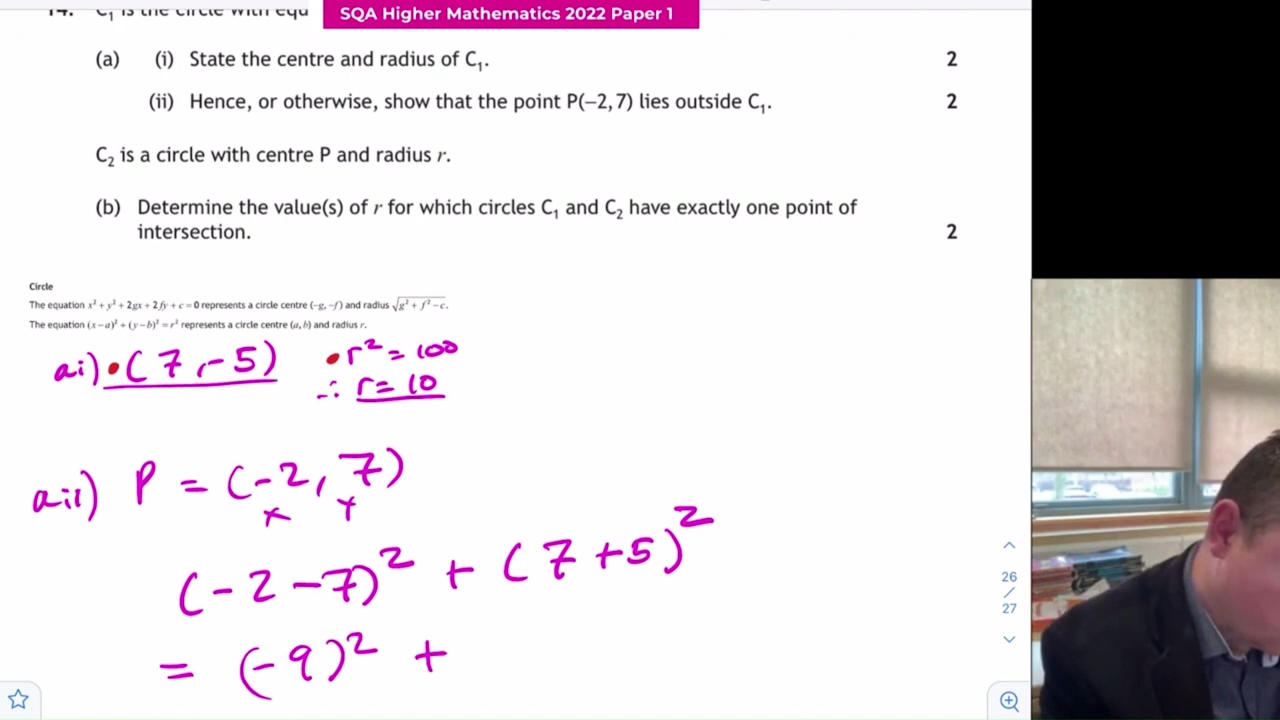 SQA Higher Mathematics 2022 Paper 1
14. C₁ is the circle with equ
(a) (i) State the centre and radius of C₁. 2
(ii) Hence, or otherwise, show that the point P(−2, 7) lies outside C₁. 2
C₂ is a circle with centre P and radius r.
(b) Determine the value(s) of r for which circles C₁ and C₂ have exactly one point of
intersection. 2
Circle
The equation x² + y² + 2gx + 2fy + c = 0 represents a circle centre (−g, −f) and radius √(g² + f² − c).
The equation (x − a)² + (y − b)² = r² represents a circle centre (a, b) and radius r.
ai) • (7, -5) • r² = 100
∴ r = 10
aii) P = (-2, 7)
x y
(-2 -7)² + (7 +5)²
= (-9)² +
26
/
27